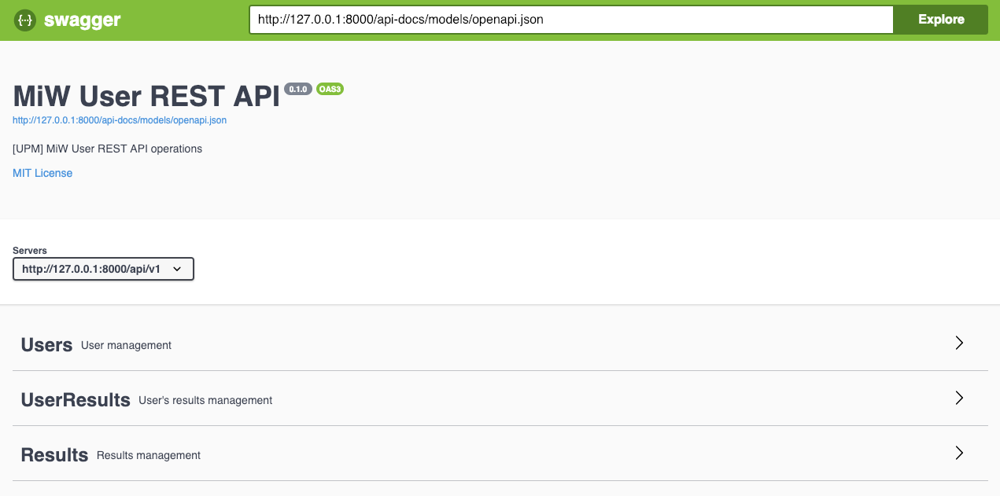 {···} swagger
http://127.0.0.1:8000/api-docs/models/openapi.json
Explore
MiW User REST API 0.1.0 OAS3
http://127.0.0.1:8000/api-docs/models/openapi.json
[UPM] MiW User REST API operations
MIT License
Servers
http://127.0.0.1:8000/api/v1
Users User management
UserResults User's results management
Results Results management